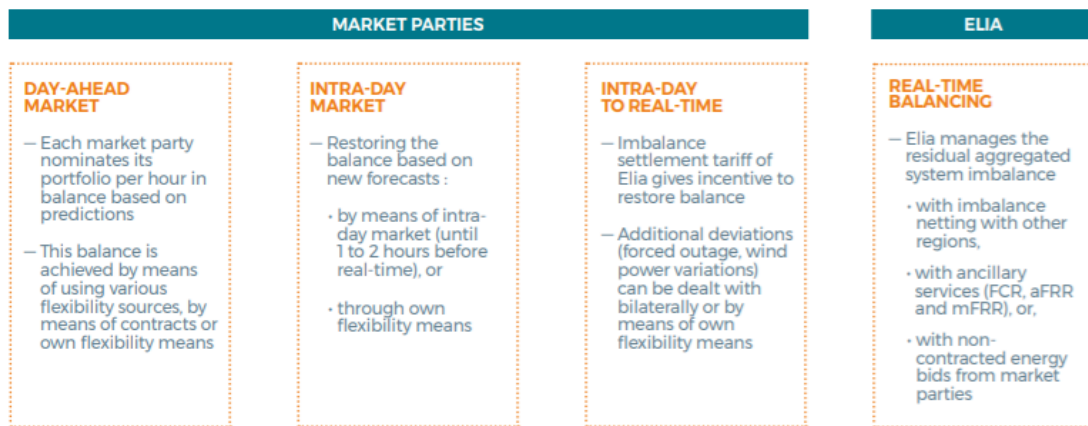 MARKET PARTIES
DAY-AHEAD
MARKET
— Each market party
nominates its
portfolio per hour in
balance based on
predictions
— This balance is
achieved by means
of using various
flexibility sources, by
means of contracts or
own flexibility means
INTRA-DAY
MARKET
— Restoring the
balance based on
new forecasts :
• by means of intra-
day market (until
1 to 2 hours before
real-time), or
• through own
flexibility means
INTRA-DAY
TO REAL-TIME
— Imbalance
settlement tariff of
Elia gives incentive to
restore balance
— Additional deviations
(forced outage, wind
power variations)
can be dealt with
bilaterally or by
means of own
flexibility means
ELIA
REAL-TIME
BALANCING
— Elia manages the
residual aggregated
system imbalance
• with imbalance
netting with other
regions,
• with ancillary
services (FCR, aFRR
and mFRR), or,
• with non-
contracted energy
bids from market
parties